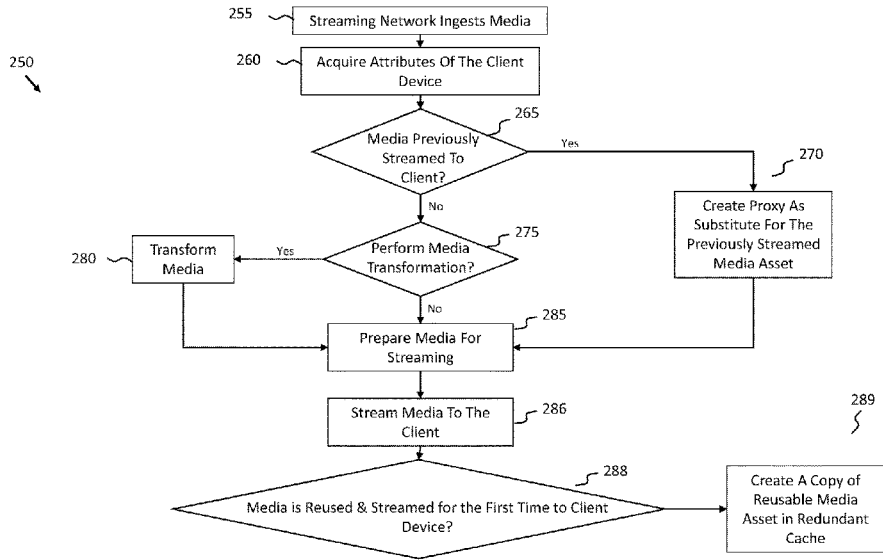 255
Streaming Network Ingests Media
250
260
Acquire Attributes Of The Client
Device
265
Media Previously
Streamed To
Client?
Yes
270
Create Proxy As
Substitute For The
Previously Streamed
Media Asset
No
275
Perform Media
Transformation?
Yes
280
Transform
Media
No
285
Prepare Media For
Streaming
286
Stream Media To The
Client
289
288
Media is Reused & Streamed for the First Time to Client
Device?
Create A Copy of
Reusable Media
Asset in Redundant
Cache